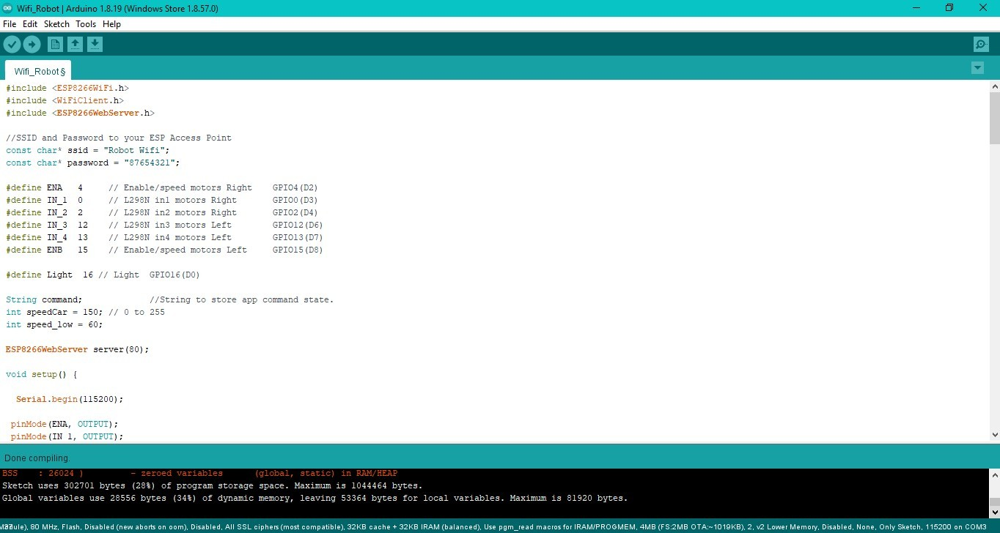 Wifi_Robot | Arduino 1.8.19 (Windows Store 1.8.57.0)
File Edit Sketch Tools Help
Wifi_Robot §
#include <ESP8266WiFi.h>
#include <WiFiClient.h>
#include <ESP8266WebServer.h>
//SSID and Password to your ESP Access Point
const char* ssid = "Robot Wifi";
const char* password = "87654321";
#define ENA   4     // Enable/speed motors Right    GPIO4(D2)
#define IN_1  0     // L298N in1 motors Right       GPIO0(D3)
#define IN_2  2     // L298N in2 motors Right       GPIO2(D4)
#define IN_3  12    // L298N in3 motors Left        GPIO12(D6)
#define IN_4  13    // L298N in4 motors Left        GPIO13(D7)
#define ENB   15    // Enable/speed motors Left     GPIO15(D8)
#define Light  16 // Light  GPIO16(D0)
String command;             //String to store app command state.
int speedCar = 150; // 0 to 255
int speed_low = 60;
ESP8266WebServer server(80);
void setup() {
Serial.begin(115200);
pinMode(ENA, OUTPUT);
pinMode(IN 1, OUTPUT);
Done compiling.
BSS    : 26024 )         - zeroed variables      (global, static) in RAM/HEAP
Sketch uses 302701 bytes (28%) of program storage space. Maximum is 1044464 bytes.
Global variables use 28556 bytes (34%) of dynamic memory, leaving 53364 bytes for local variables. Maximum is 81920 bytes.
80 MHz, Flash, Disabled (new aborts on oom), Disabled, All SSL ciphers (most compatible), 32KB cache + 32KB IRAM (balanced), Use pgm_read macros for IRAM/PROGMEM, 4MB (FS:2MB OTA:~1019KB), 2, v2 Lower Memory, Disabled, None, Only Sketch, 115200 on COM3